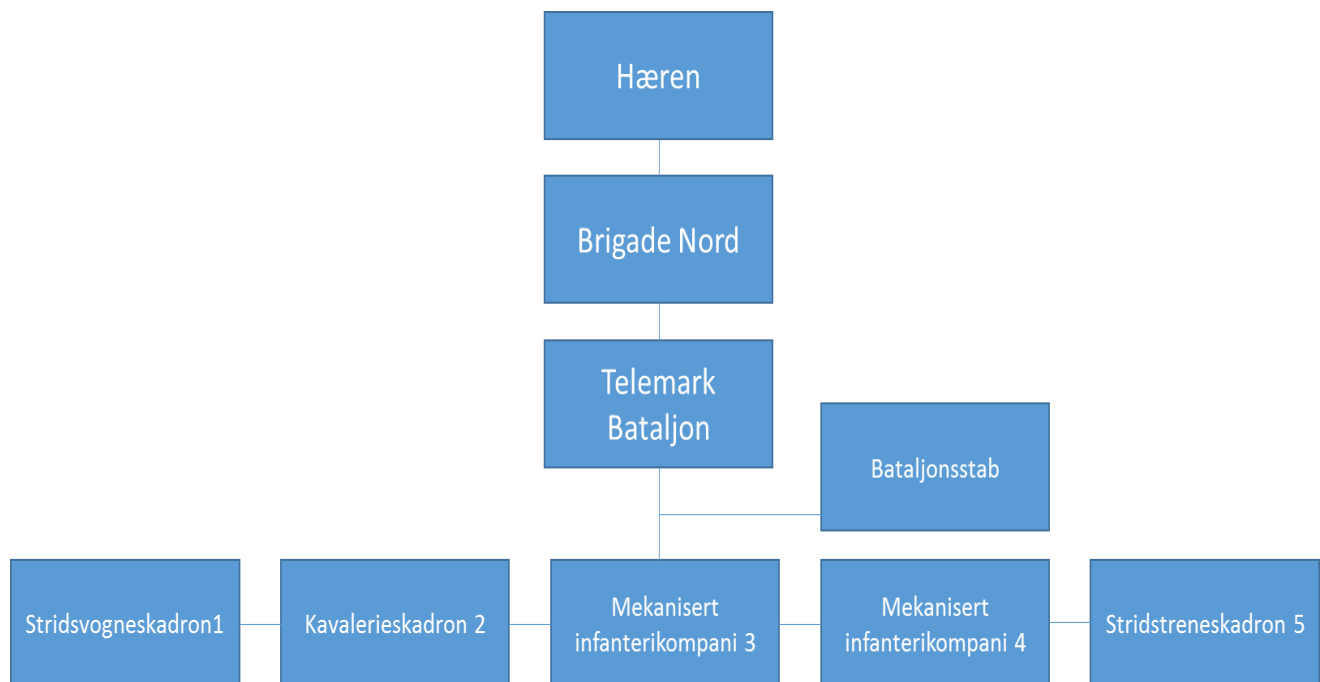 Hæren
Brigade Nord
Telemark
Bataljon
Bataljonsstab
Stridsvogneskadron1
Kavalerieskadron 2
Mekanisert
infanterikompani 3
Mekanisert
infanterikompani 4
Stridstreneskadron 5